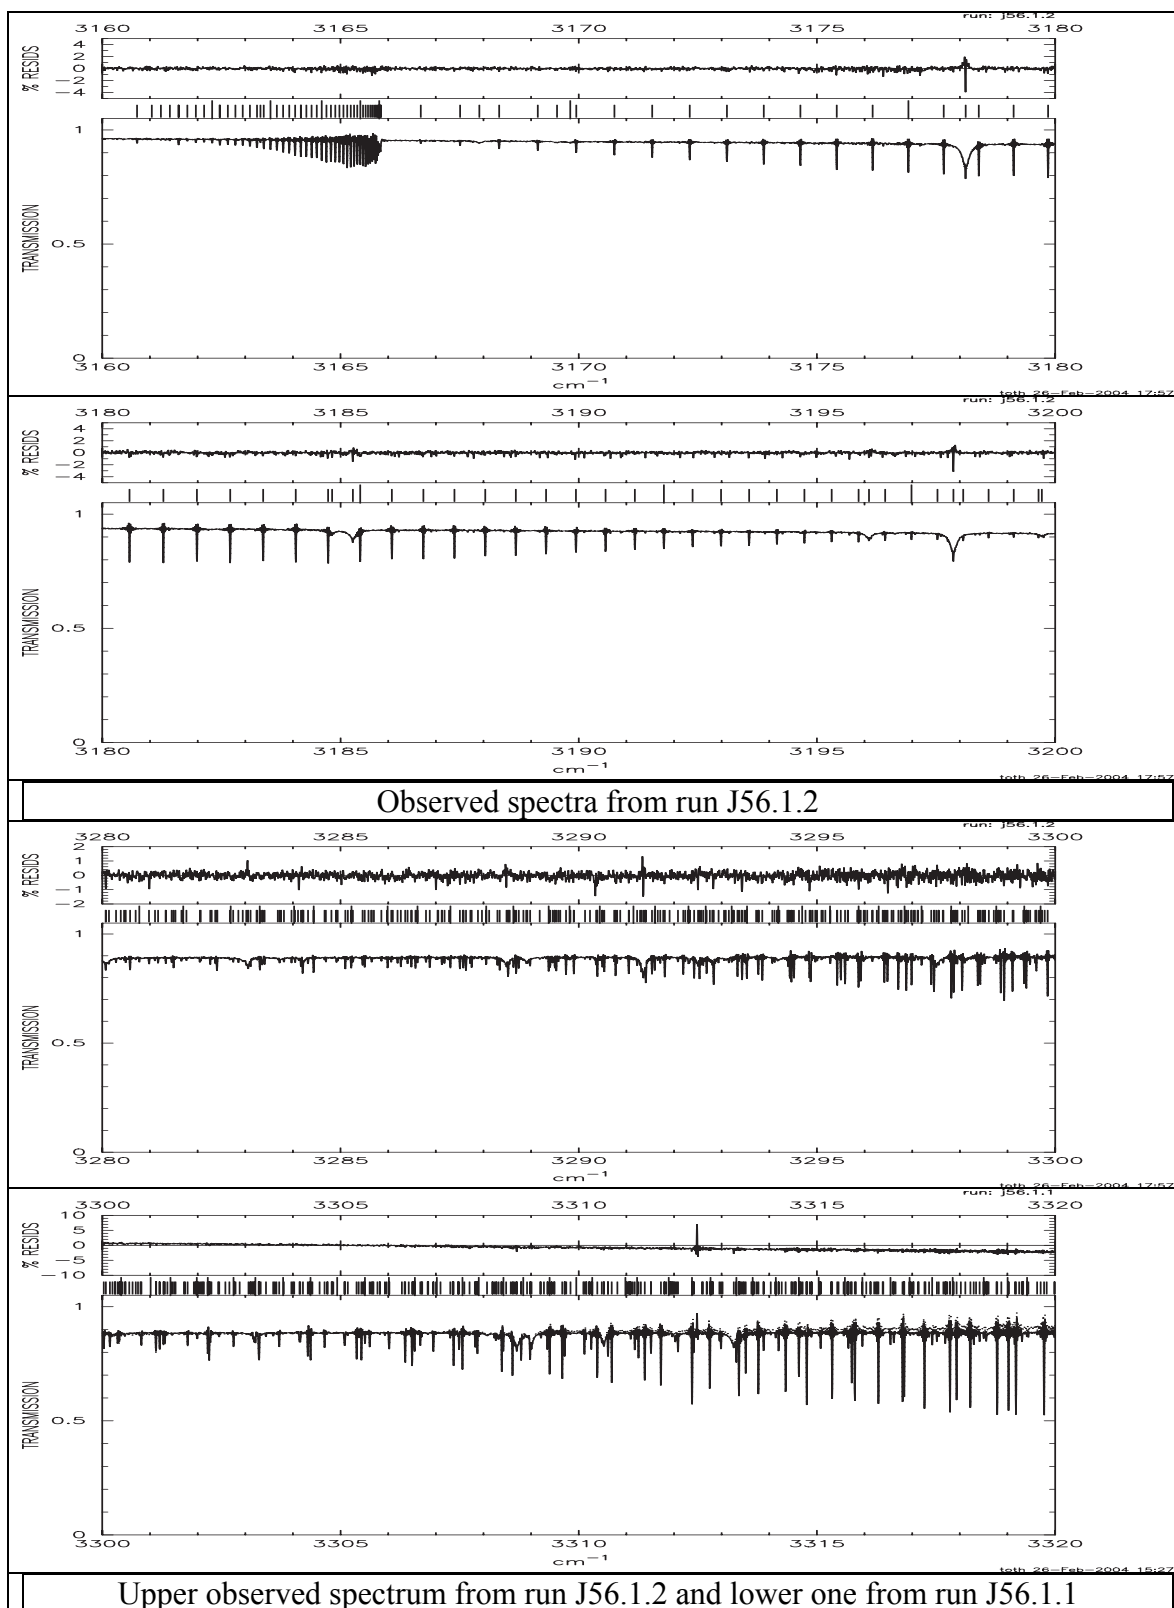 run: j56.1.2
3160 3165 3170 3175 3180
% RESIDS
4
2
0
−2
−4
TRANSMISSION
1
0.5
0
3160 3165 3170 3175 3180
cm−1
toth 26-Feb-2004 17:57
run: j56.1.2
3180 3185 3190 3195 3200
% RESIDS
4
2
0
−2
−4
TRANSMISSION
1
0.5
0
3180 3185 3190 3195 3200
cm−1
toth 26-Feb-2004 17:57
Observed spectra from run J56.1.2
run: j56.1.2
3280 3285 3290 3295 3300
% RESIDS
2
1
0
−1
−2
TRANSMISSION
1
0.5
0
3280 3285 3290 3295 3300
cm−1
toth 26-Feb-2004 17:57
run: j56.1.1
3300 3305 3310 3315 3320
% RESIDS
10
5
0
−5
−10
TRANSMISSION
1
0.5
0
3300 3305 3310 3315 3320
cm−1
toth 26-Feb-2004 15:27
Upper observed spectrum from run J56.1.2 and lower one from run J56.1.1